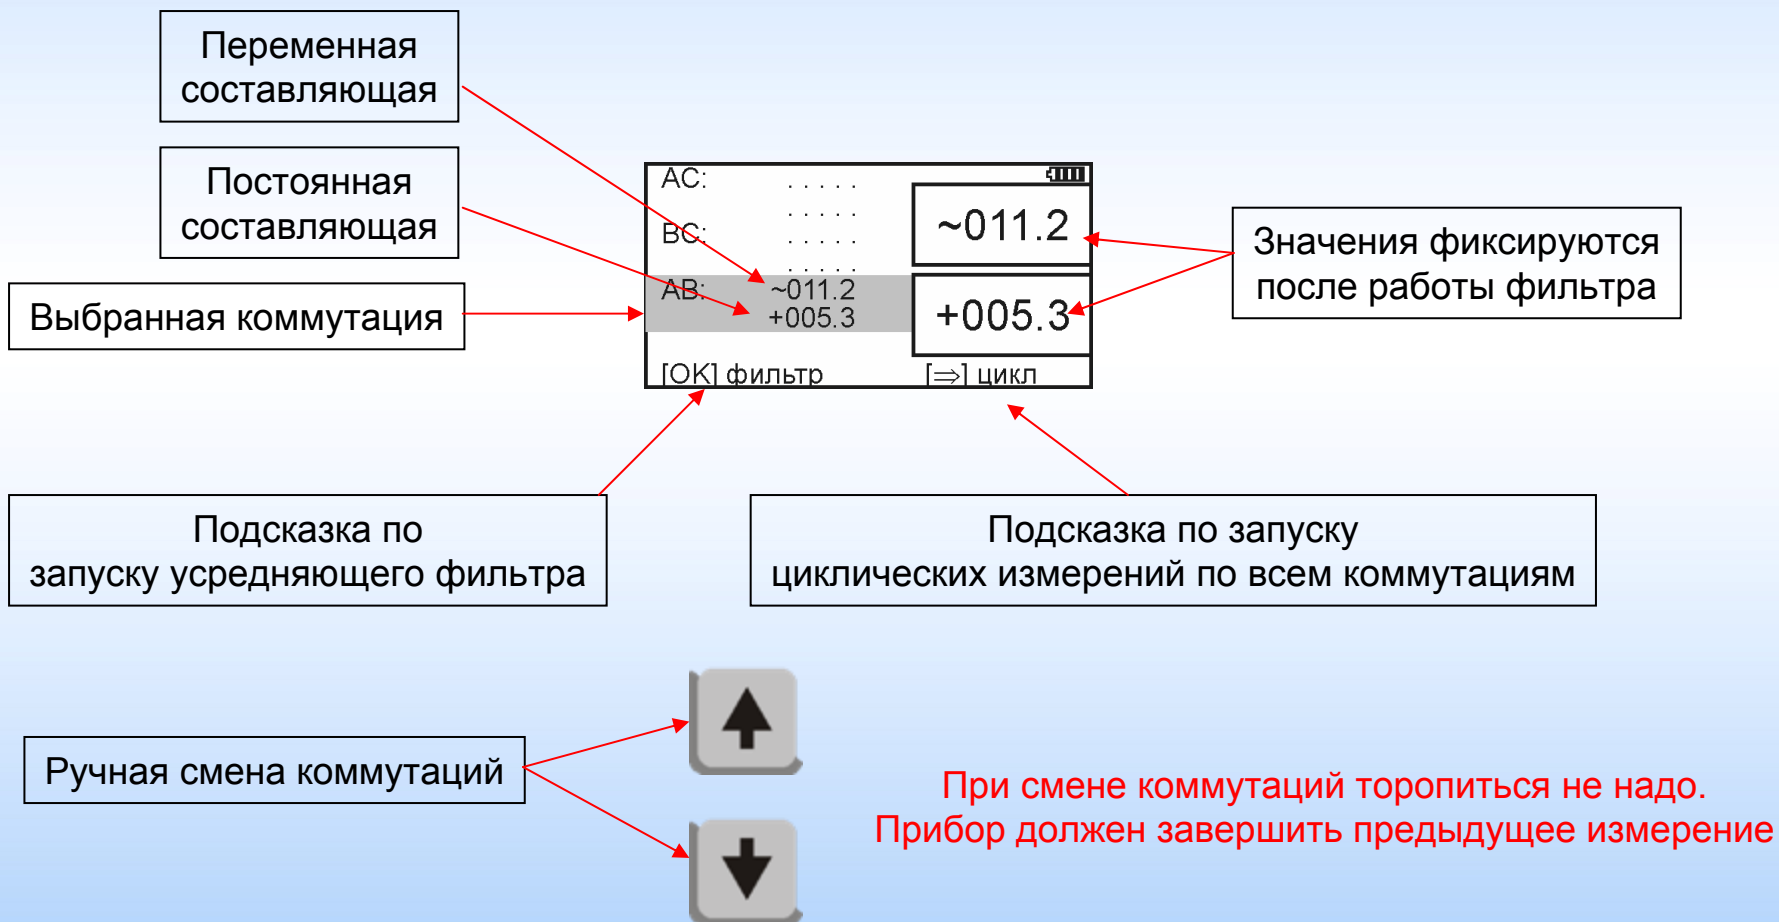 Переменная
составляющая
Постоянная
составляющая
Выбранная коммутация
AC: . . . . .
. . . . .
BC: . . . . .
. . . . .
AB: ~011.2
+005.3
~011.2
+005.3
[OK] фильтр [⇒] цикл
Значения фиксируются
после работы фильтра
Подсказка по
запуску усредняющего фильтра
Подсказка по запуску
циклических измерений по всем коммутациям
Ручная смена коммутаций
При смене коммутаций торопиться не надо.
Прибор должен завершить предыдущее измерение